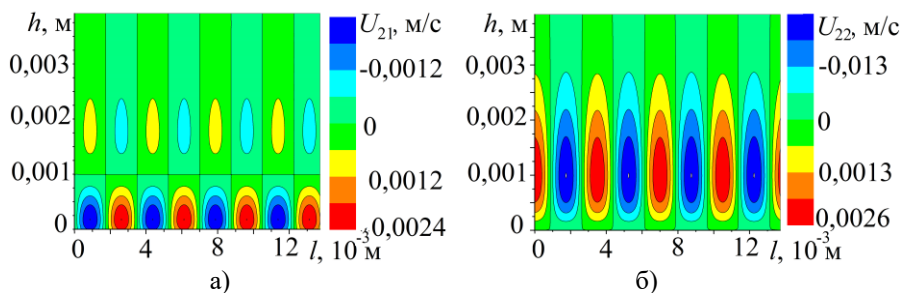 h, м U₂₁, м/с
0,003 -0,0012
0,002 0
0,001 0,0012
0 0,0024
0 4 8 12 l, 10⁻³ м
а)
h, м U₂₂, м/с
0,003 -0,013
0,002 0
0,001 0,0013
0 0,0026
0 4 8 12 l, 10⁻³ м
б)